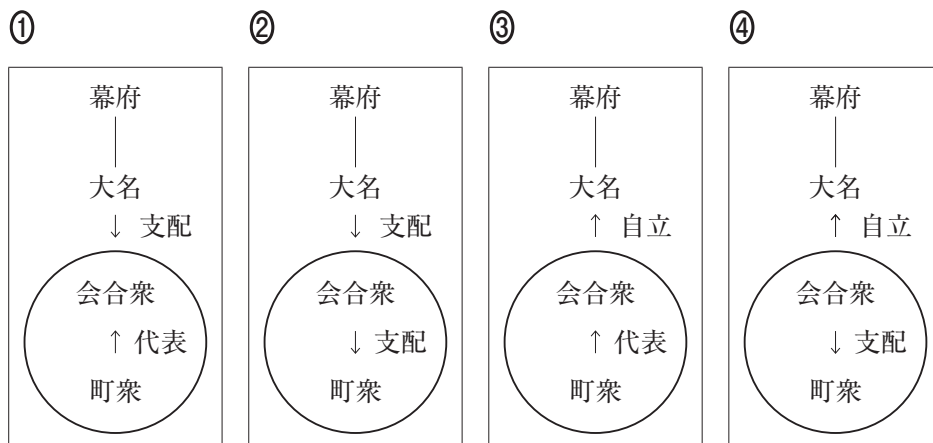 ①
幕府
大名
↓ 支配
会合衆
↑ 代表
町衆
②
幕府
大名
↓ 支配
会合衆
↓ 支配
町衆
③
幕府
大名
↑ 自立
会合衆
↑ 代表
町衆
④
幕府
大名
↑ 自立
会合衆
↓ 支配
町衆